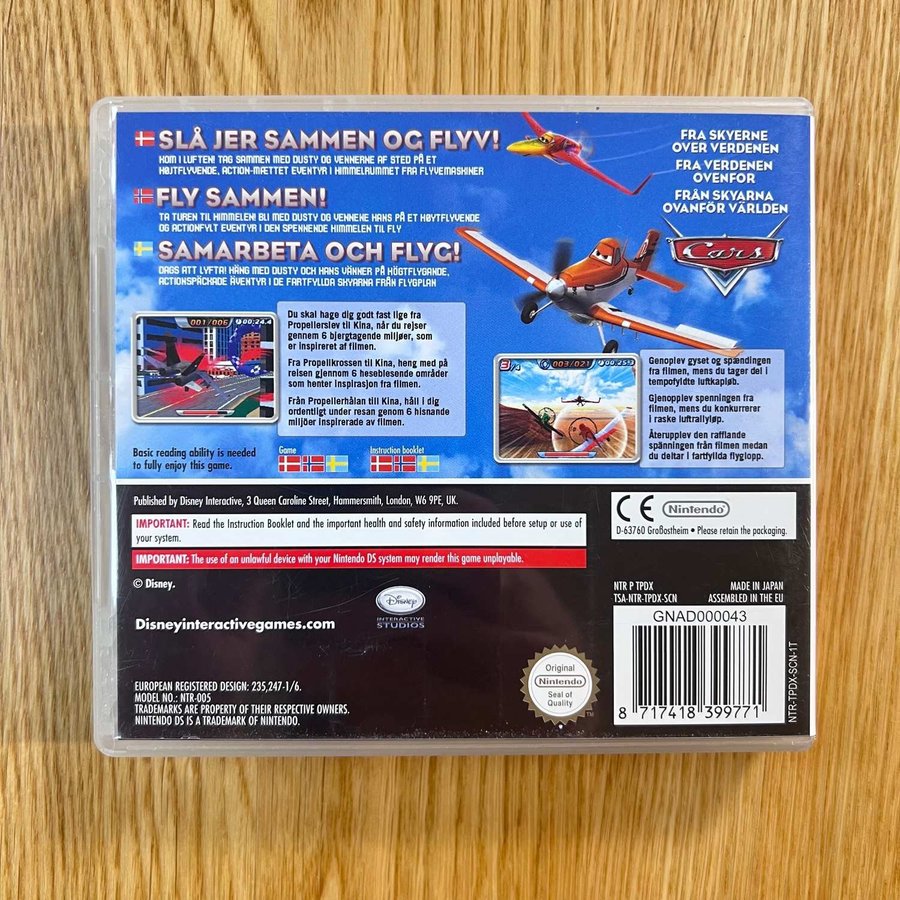 SLÅ JER SAMMEN OG FLYV!
KOM I LUFTEN! TAG SAMMEN MED DUSTY OG VENNERNE AF STED PÅ ET
HØJTFLYVENDE, ACTION-MÆTTET EVENTYR I HIMMELRUMMET FRA FLYVEMASKINER
FLY SAMMEN!
TA TUREN TIL HIMMELEN! BLI MED DUSTY OG VENNENE HANS PÅ ET HØYTFLYVENDE
OG ACTIONFYLT EVENTYR I DEN SPENNENDE HIMMELEN TIL FLY
SAMARBETA OCH FLYG!
DAGS ATT LYFTA! HÄNG MED DUSTY OCH HANS VÄNNER PÅ HÖGTFLYGANDE,
ACTIONSPÄCKADE ÄVENTYR I DE FARTFYLLDA SKYARNA FRÅN FLYGPLAN
FRA SKYERNE
OVER VERDENEN
FRA VERDENEN
OVENFOR
FRÅN SKYARNA
OVANFÖR VÄRLDEN
Cars
001/006 00:24.4
Du skal hage dig godt fast lige fra
Propellerslev til Kina, når du rejser
gennem 6 bjergtagende miljøer, som
er inspireret af filmen.
Fra Propellkrossen til Kina, heng med på
reisen gjennom 6 heseblesende områder
som henter inspirasjon fra filmen.
Från Propellerhålan till Kina, håll i dig
ordentligt under resan genom 6 hisnande
miljöer inspirerade av filmen.
3/4 003/021 00:25:3
Genoplev gyset og spændingen
fra filmen, mens du tager del i
tempofyldte luftkapløb.
Gjenopplev spenningen fra
filmen, mens du konkurrerer
i raske luftrallyløp.
Återupplev den rafflande
spänningen från filmen medan
du deltar i fartfyllda flyglopp.
Basic reading ability is needed
to fully enjoy this game.
Game
Instruction booklet
Published by Disney Interactive, 3 Queen Caroline Street, Hammersmith, London, W6 9PE, UK.
IMPORTANT: Read the Instruction Booklet and the important health and safety information included before setup or use of
your system.
IMPORTANT: The use of an unlawful device with your Nintendo DS system may render this game unplayable.
© Disney.
Disney
INTERACTIVE
STUDIOS
Disneyinteractivegames.com
EUROPEAN REGISTERED DESIGN: 235,247-1/6.
MODEL NO.: NTR-005
TRADEMARKS ARE PROPERTY OF THEIR RESPECTIVE OWNERS.
NINTENDO DS IS A TRADEMARK OF NINTENDO.
CE Nintendo
D-63760 Großostheim • Please retain the packaging.
NTR P TPDX MADE IN JAPAN
TSA-NTR-TPDX-SCN ASSEMBLED IN THE EU
GNAD000043
8 717418 399771
NTR-TPDX-SCN-1T
Original
Nintendo
Seal of
Quality
TM